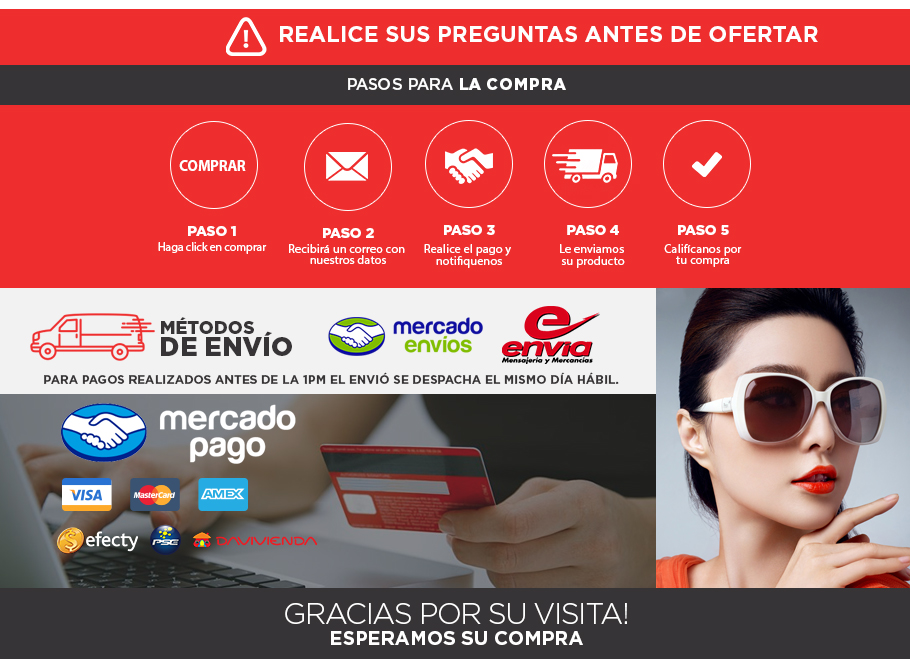 REALICE SUS PREGUNTAS ANTES DE OFERTAR
PASOS PARA LA COMPRA
COMPRAR
PASO 1
Haga click en comprar
PASO 2
Recibirá un correo con
nuestros datos
PASO 3
Realice el pago y
notifiquenos
PASO 4
Le enviamos
su producto
PASO 5
Califícanos por
tu compra
MÉTODOS
DE ENVÍO
mercado
envíos
e
envía
Mensajería y Mercancías
PARA PAGOS REALIZADOS ANTES DE LA 1PM EL ENVIÓ SE DESPACHA EL MISMO DÍA HÁBIL.
mercado
pago
VISA
MasterCard
AMEX
efecty
PSE
DAVIVIENDA
GRACIAS POR SU VISITA!
ESPERAMOS SU COMPRA